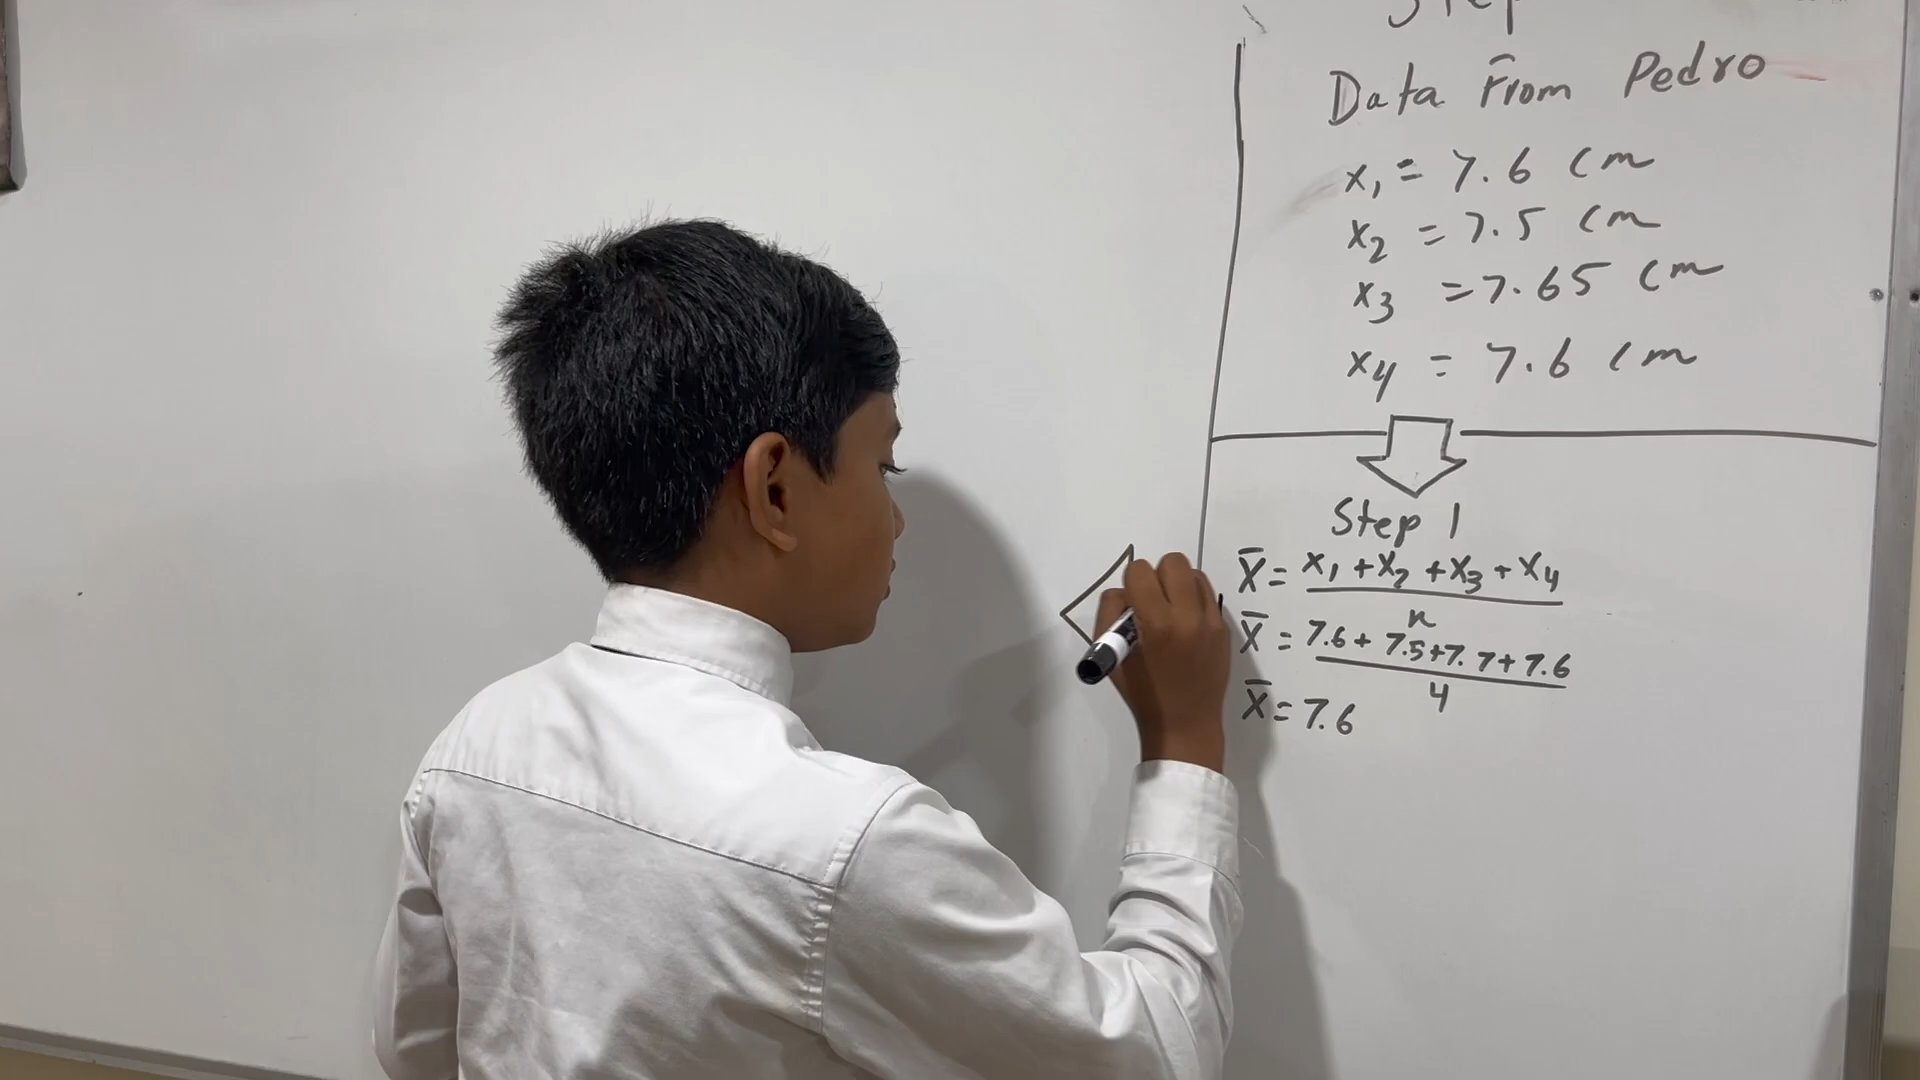 Step
Data From Pedro
x₁ = 7.6 cm
x₂ = 7.5 cm
x₃ = 7.65 cm
x₄ = 7.6 cm
Step 1
X̄ = x₁ + x₂ + x₃ + x₄
n
X̄ = 7.6 + 7.5 + 7.7 + 7.6
4
X̄ = 7.6